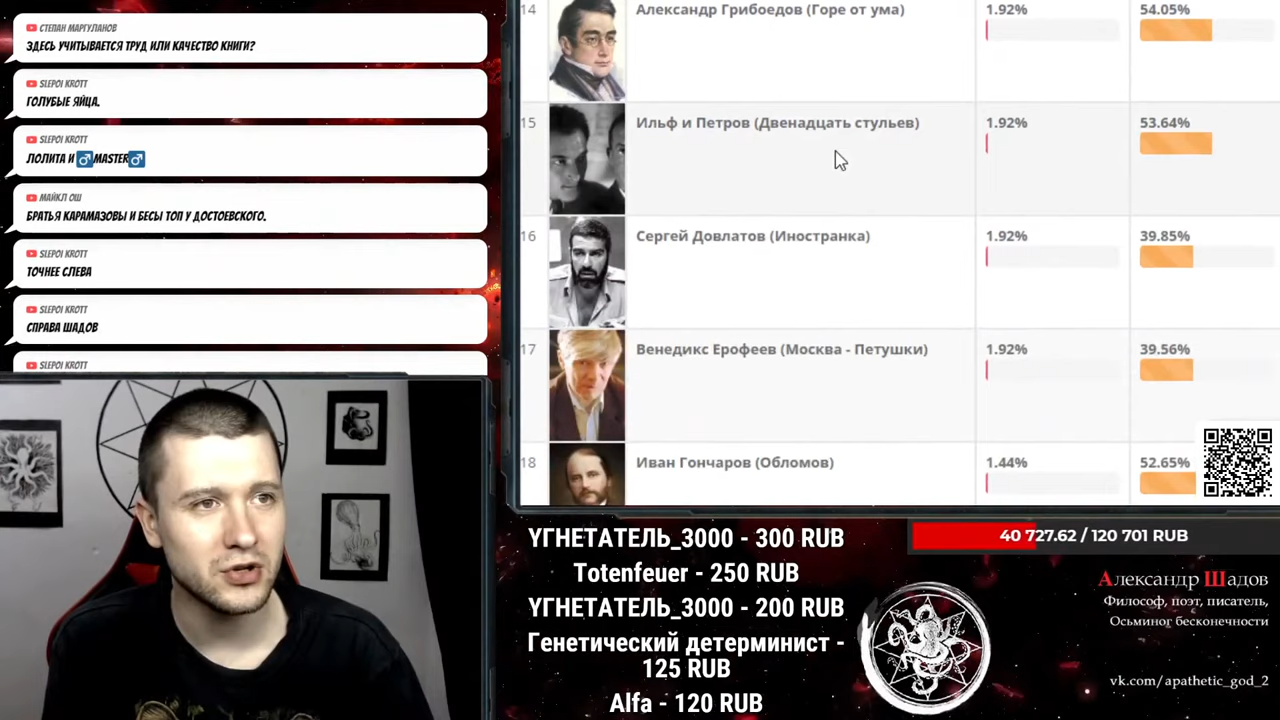 СТЕПАН МАРГУЛАНОВ
ЗДЕСЬ УЧИТЫВАЕТСЯ ТРУД ИЛИ КАЧЕСТВО КНИГИ?
SLEPOI KROTT
ГОЛУБЫЕ ЯЙЦА.
SLEPOI KROTT
ЛОЛИТА И ♂MASTER♂
МАЙКЛ ОШ
БРАТЬЯ КАРАМАЗОВЫ И БЕСЫ ТОП У ДОСТОЕВСКОГО.
SLEPOI KROTT
ТОЧНЕЕ СЛЕВА
SLEPOI KROTT
СПРАВА ШАДОВ
SLEPOI KROTT
14 Александр Грибоедов (Горе от ума) 1.92% 54.05%
15 Ильф и Петров (Двенадцать стульев) 1.92% 53.64%
16 Сергей Довлатов (Иностранка) 1.92% 39.85%
17 Венедикс Ерофеев (Москва - Петушки) 1.92% 39.56%
18 Иван Гончаров (Обломов) 1.44% 52.65%
YГНЕТАТЕЛЬ_3000 - 300 RUB
Totenfeuer - 250 RUB
YГНЕТАТЕЛЬ_3000 - 200 RUB
Генетический детерминист -
125 RUB
Alfa - 120 RUB
40 727.62 / 120 701 RUB
Александр Шадов
Философ, поэт, писатель,
Осьминог бесконечности
vk.com/apathetic_god_2